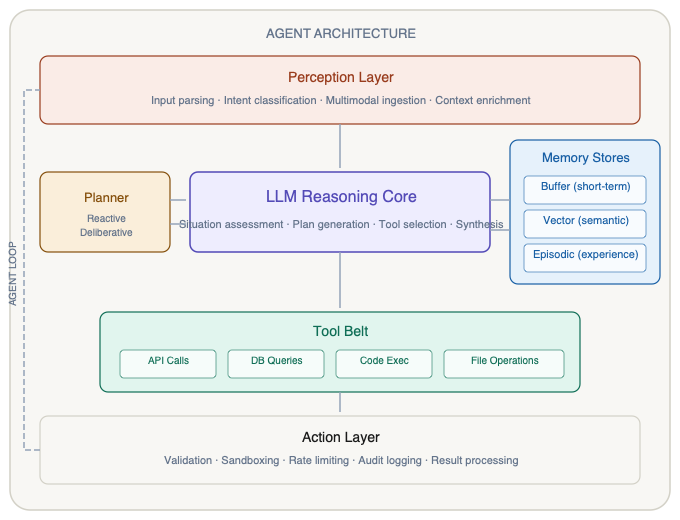 AGENT ARCHITECTURE
Perception Layer
Input parsing · Intent classification · Multimodal ingestion · Context enrichment
Planner
Reactive
Deliberative
LLM Reasoning Core
Situation assessment · Plan generation · Tool selection · Synthesis
Memory Stores
Buffer (short-term)
Vector (semantic)
Episodic (experience)
AGENT LOOP
Tool Belt
API Calls
DB Queries
Code Exec
File Operations
Action Layer
Validation · Sandboxing · Rate limiting · Audit logging · Result processing